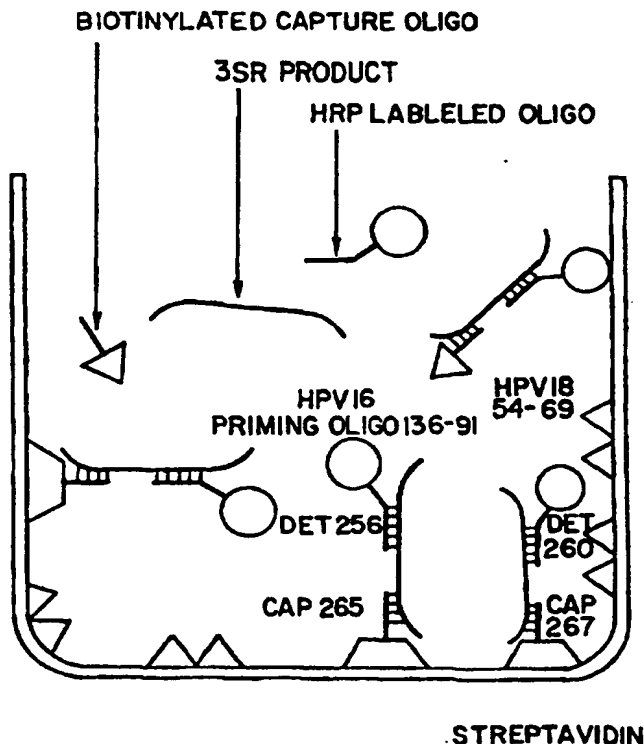 BIOTINYLATED CAPTURE OLIGO
3SR PRODUCT
HRP LABLELED OLIGO
HPV16
PRIMING OLIGO 136-91
HPV18
54-69
DET 256
DET
260
CAP 265
CAP
267
.STREPTAVIDIN